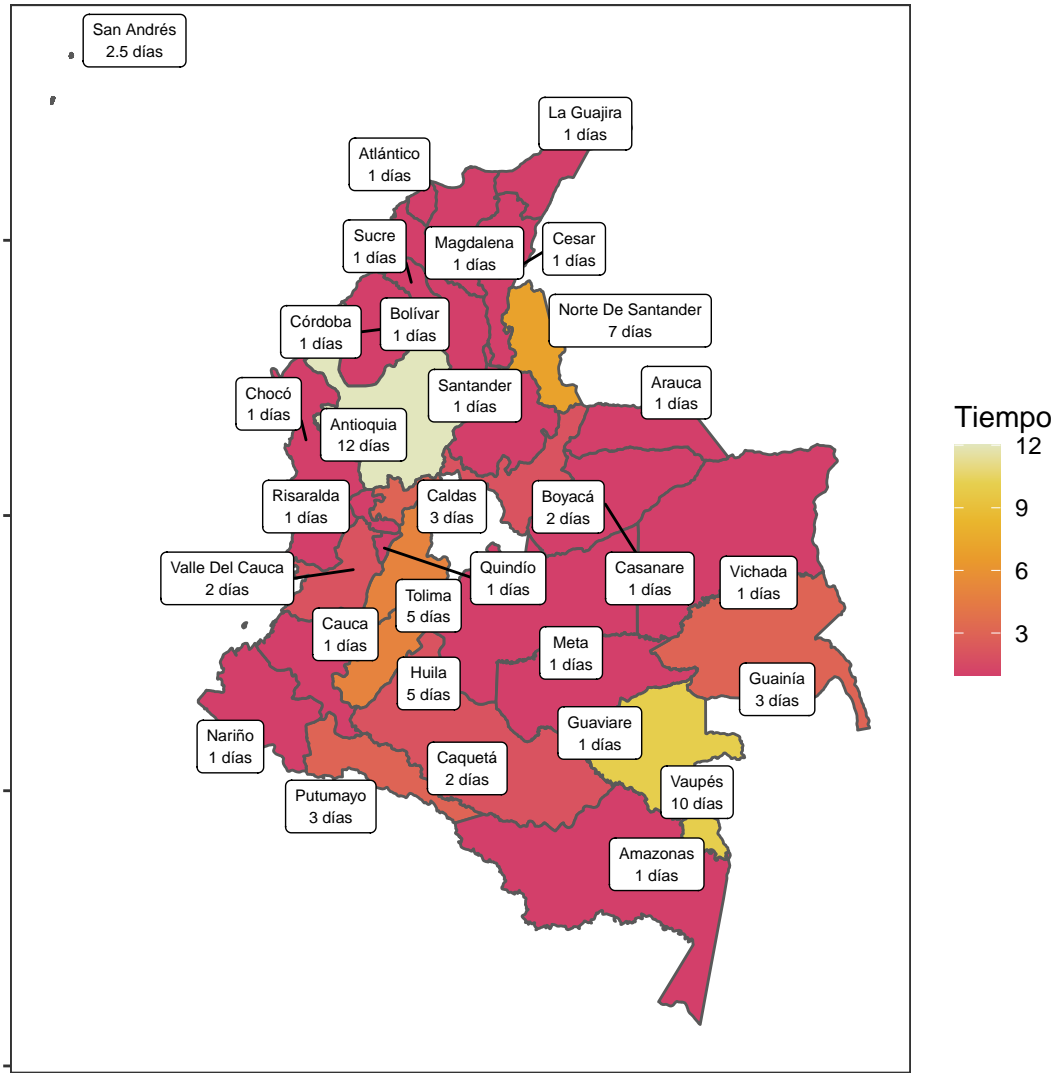 San Andrés
2.5 días
La Guajira
1 días
Atlántico
1 días
Sucre
1 días
Magdalena
1 días
Cesar
1 días
Norte De Santander
7 días
Córdoba
1 días
Bolívar
1 días
Chocó
1 días
Santander
1 días
Arauca
1 días
Antioquia
12 días
Risaralda
1 días
Caldas
3 días
Boyacá
2 días
Valle Del Cauca
2 días
Quindío
1 días
Casanare
1 días
Vichada
1 días
Tolima
5 días
Cauca
1 días
Meta
1 días
Huila
5 días
Guainía
3 días
Guaviare
1 días
Nariño
1 días
Caquetá
2 días
Vaupés
10 días
Putumayo
3 días
Amazonas
1 días
Tiempo
12
9
6
3